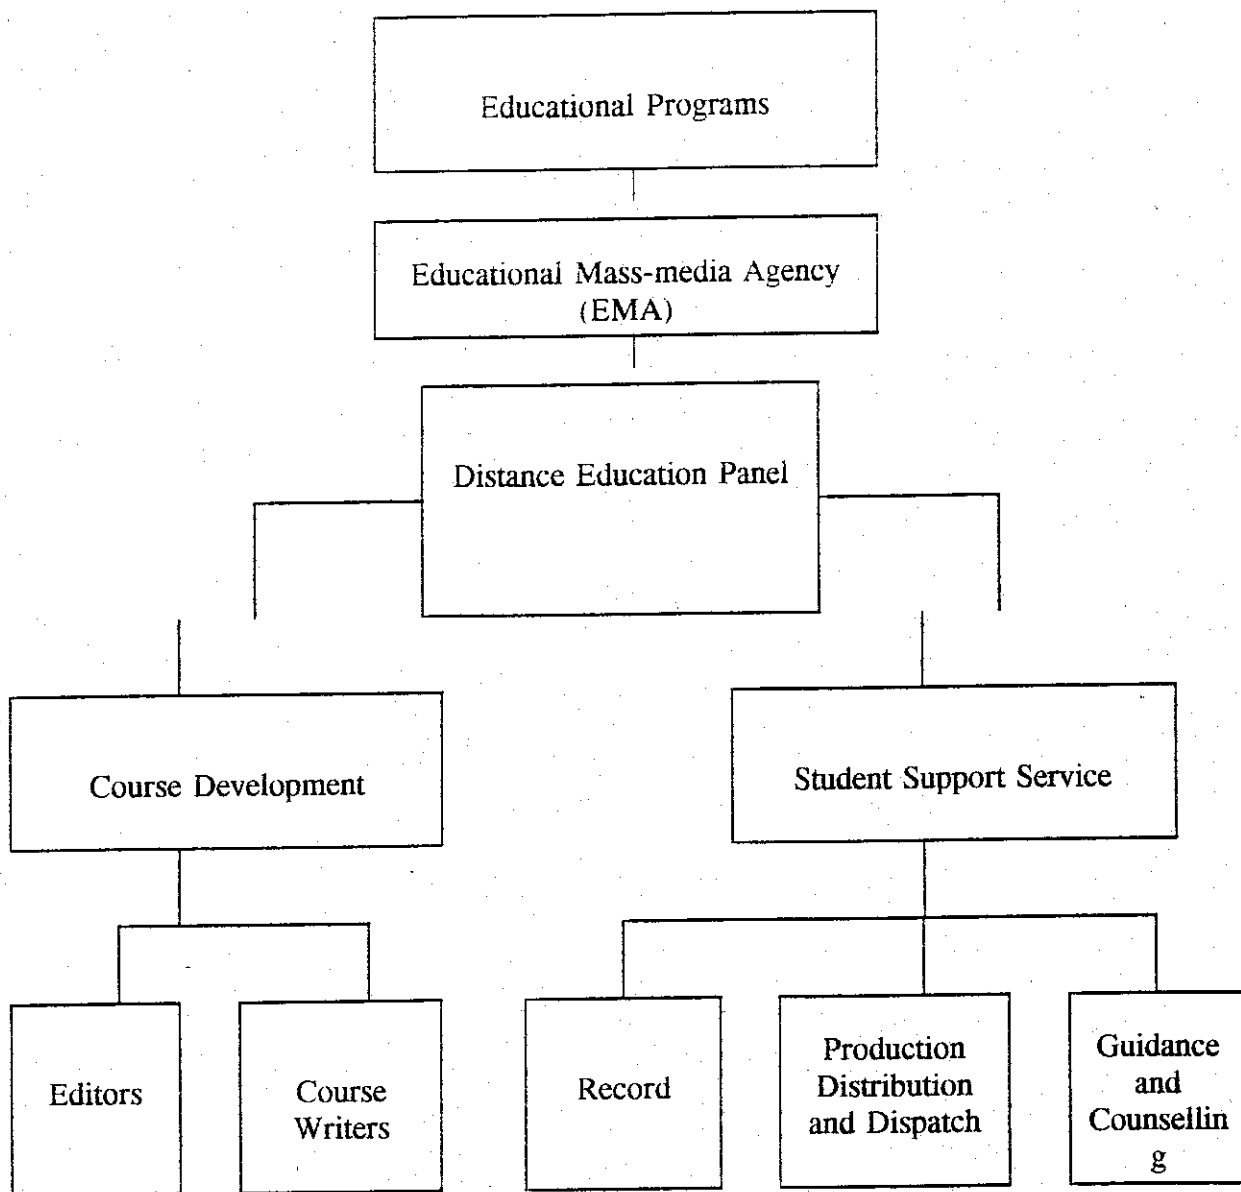 Educational Programs
Educational Mass-media Agency
(EMA)
Distance Education Panel
Course Development
Student Support Service
Editors
Course
Writers
Record
Production
Distribution
and Dispatch
Guidance
and
Counsellin
g